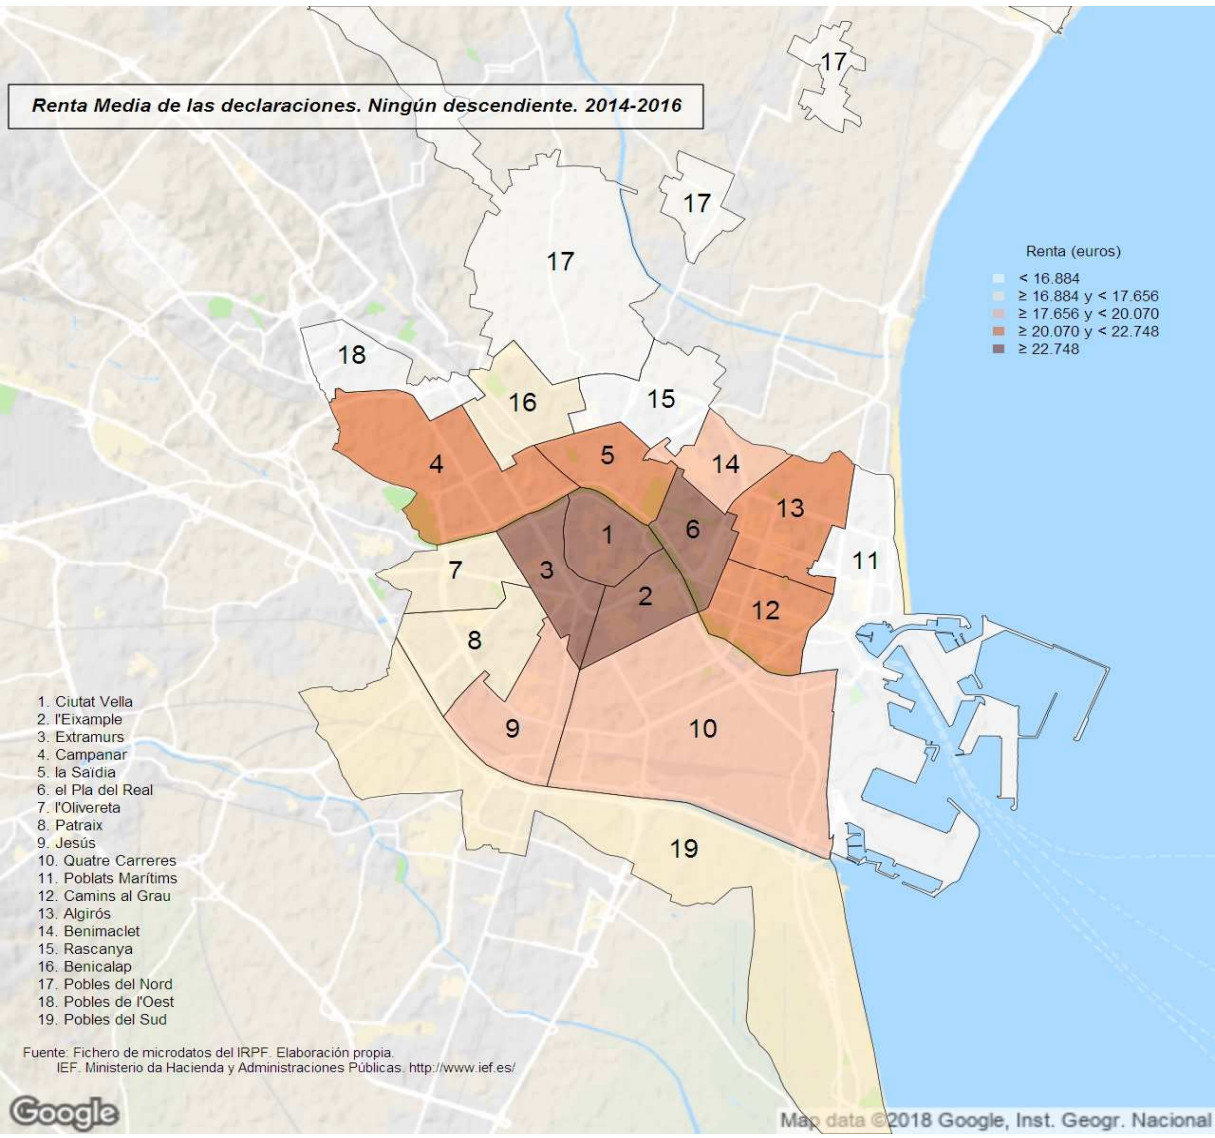 Renta Media de las declaraciones. Ningún descendiente. 2014-2016
17
17
17
Renta (euros)
< 16.884
≥ 16.884 y < 17.656
≥ 17.656 y < 20.070
≥ 20.070 y < 22.748
≥ 22.748
18
16
15
4
5
14
13
1
6
11
3
7
2
12
8
9
10
19
1. Ciutat Vella
2. l'Eixample
3. Extramurs
4. Campanar
5. la Saïdia
6. el Pla del Real
7. l'Olivereta
8. Patraix
9. Jesús
10. Quatre Carreres
11. Poblats Marítims
12. Camins al Grau
13. Algirós
14. Benimaclet
15. Rascanya
16. Benicalap
17. Pobles del Nord
18. Pobles de l'Oest
19. Pobles del Sud
Fuente: Fichero de microdatos del IRPF. Elaboración propia.
IEF. Ministerio da Hacienda y Administraciones Públicas. http://www.ief.es/
Google
Map data ©2018 Google, Inst. Geogr. Nacional